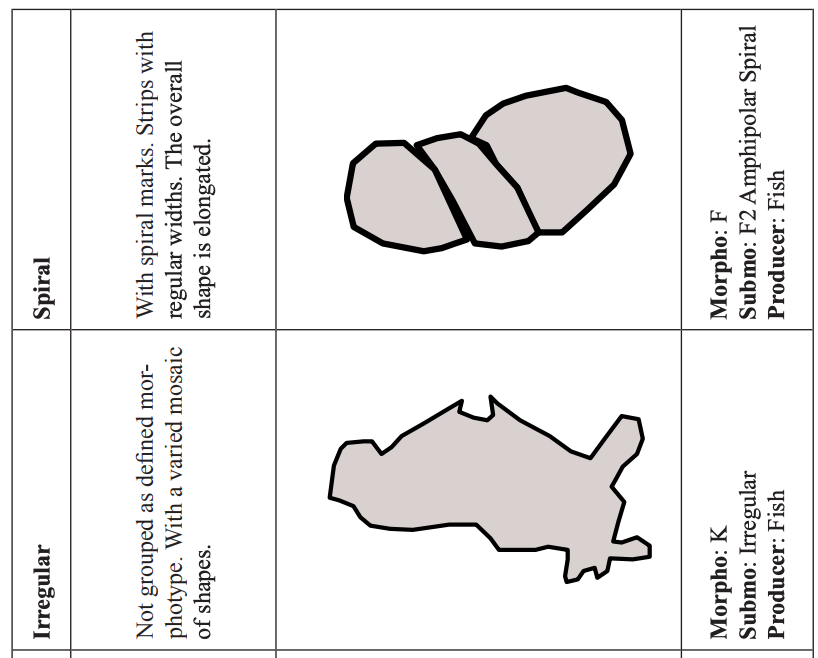 Irregular
Spiral
Not grouped as defined mor-
photype. With a varied mosaic
of shapes.
With spiral marks. Strips with
regular widths. The overall
shape is elongated.
Morpho: K
Submo: Irregular
Producer: Fish
Morpho: F
Submo: F2 Amphipolar Spiral
Producer: Fish